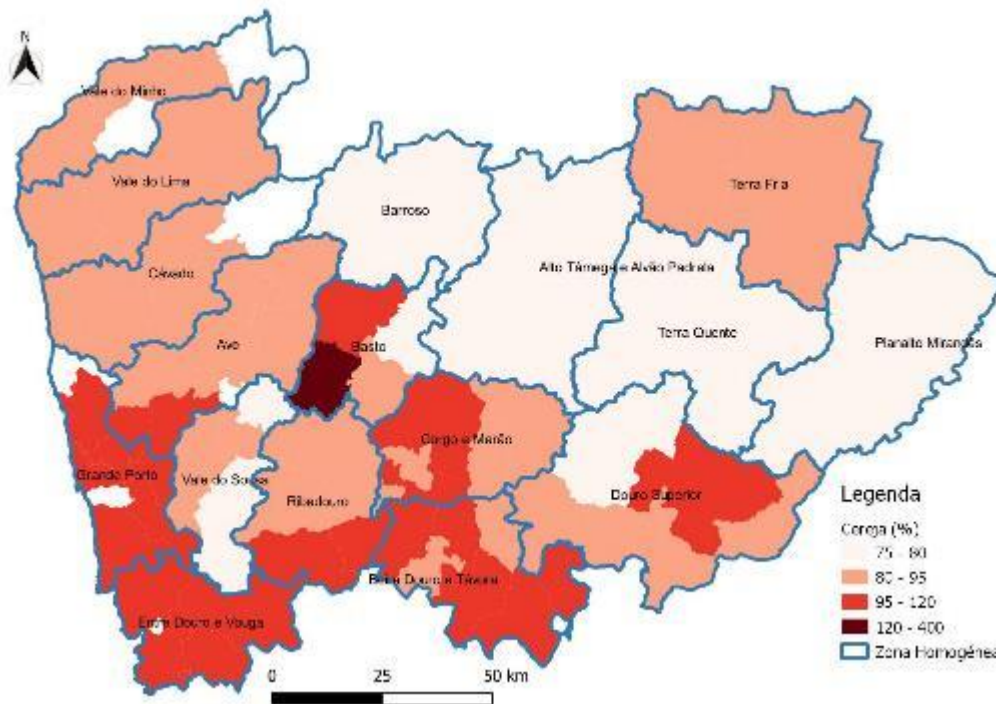 N
Vale do Minho
Vale do Lima
Terra Fria
Barroso
Alto Tâmega e Alvão Padrela
Cávado
Terra Quente
Ave
Basto
Planalto Mirandês
Corgo e Marão
Grande Porto
Vale do Sousa
Ribadouro
Douro Superior
Beira Douro e Távora
Entre Douro e Vouga
Legenda
Cereja (%)
75 - 80
80 - 95
95 - 120
120 - 400
Zona Homogénea
0 25 50 km